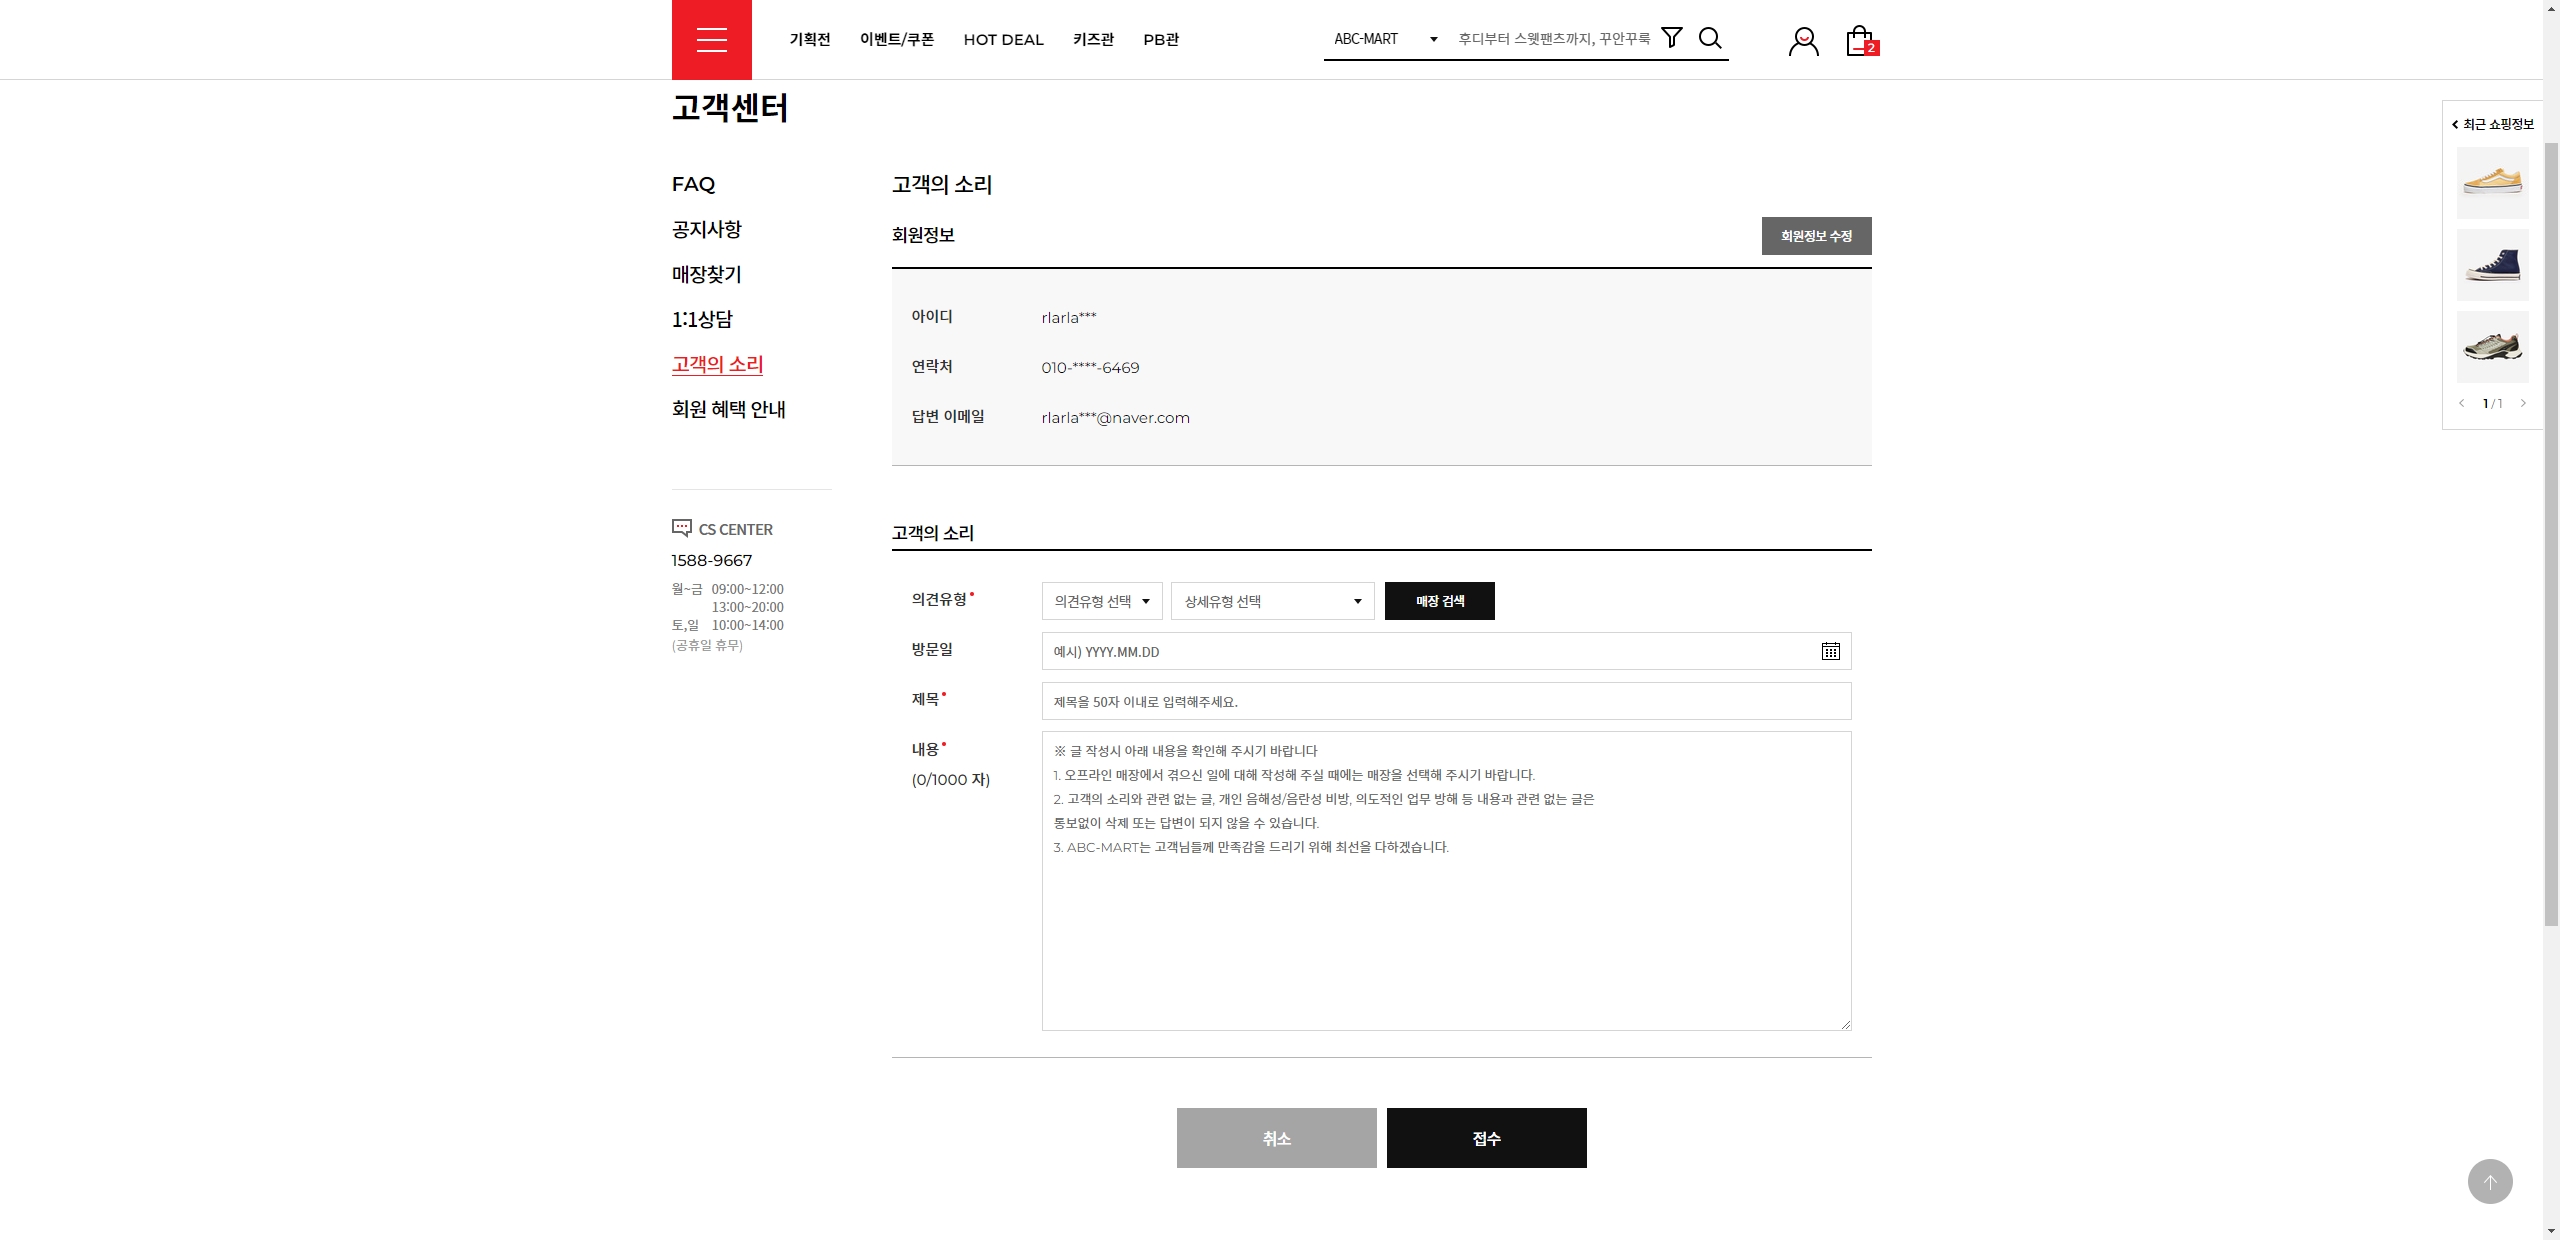 기획전 이벤트/쿠폰 HOT DEAL 키즈관 PB관 ABC-MART 후디부터 스웻팬츠까지, 꾸안꾸룩 2
고객센터
최근 쇼핑정보
FAQ
공지사항
매장찾기
1:1상담
고객의 소리
회원 혜택 안내
CS CENTER
1588-9667
월~금 09:00~12:00
13:00~20:00
토,일 10:00~14:00
(공휴일 휴무)
고객의 소리
회원정보 회원정보 수정
아이디 rlarla***
연락처 010-****-6469
답변 이메일 rlarla***@naver.com
고객의 소리
의견유형• 의견유형 선택 상세유형 선택 매장 검색
방문일 예시) YYYY.MM.DD
제목• 제목을 50자 이내로 입력해주세요.
내용•
(0/1000 자)
※ 글 작성시 아래 내용을 확인해 주시기 바랍니다
1. 오프라인 매장에서 겪으신 일에 대해 작성해 주실 때에는 매장을 선택해 주시기 바랍니다.
2. 고객의 소리와 관련 없는 글, 개인 음해성/음란성 비방, 의도적인 업무 방해 등 내용과 관련 없는 글은
통보없이 삭제 또는 답변이 되지 않을 수 있습니다.
3. ABC-MART는 고객님들께 만족감을 드리기 위해 최선을 다하겠습니다.
취소 접수
1 / 1